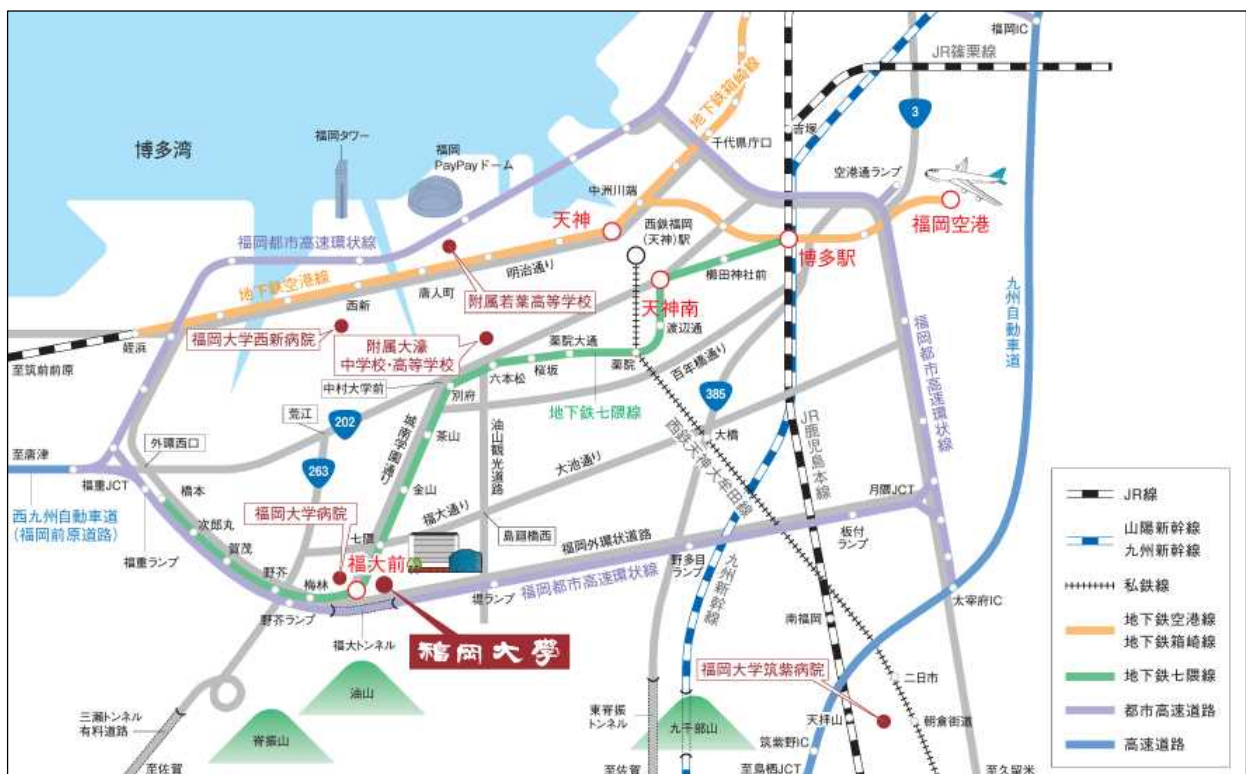 福岡IC
JR篠栗線
地下鉄箱崎線
3
吉塚
福岡タワー
福岡
PayPayドーム
博多湾
千代県庁口
空港通ランプ
中洲川端
天神
西鉄福岡
(天神)駅
福岡空港
福岡都市高速環状線
博多駅
明治通り
櫛田神社前
地下鉄空港線
天神南
唐人町
附属若葉高等学校
西新
九州自動車道
渡辺通
福岡大学西新病院
附属大濠
中学校・高等学校
姪浜
薬院大通
薬院
至筑前前原
桜坂
百年橋通り
六本松
中村大学前
別府
385
福岡都市高速環状線
地下鉄七隈線
荒江
202
茶山
城南学園通り
油山観光道路
大橋
西鉄天神大牟田線
JR鹿児島本線
外環西口
至唐津
263
大池通り
福重JCT
橋本
金山
月隈JCT
JR線
西九州自動車道
(福岡前原道路)
福岡大学病院
福大通り
山陽新幹線
九州新幹線
次郎丸
七隈
島廻橋西
福岡外環状道路
板付
ランプ
賀茂
福重ランプ
福大前
野多目
ランプ
野芥
梅林
福岡都市高速環状線
九州新幹線
私鉄線
堤ランプ
太宰府IC
野芥ランプ
南福岡
地下鉄空港線
地下鉄箱崎線
福大トンネル
福岡大學
福岡大学筑紫病院
地下鉄七隈線
二日市
油山
三瀬トンネル
有料道路
東脊振
トンネル
都市高速道路
天拝山
朝倉街道
脊振山
九千部山
筑紫野IC
高速道路
至佐賀
至佐賀
至鳥栖JCT
至久留米